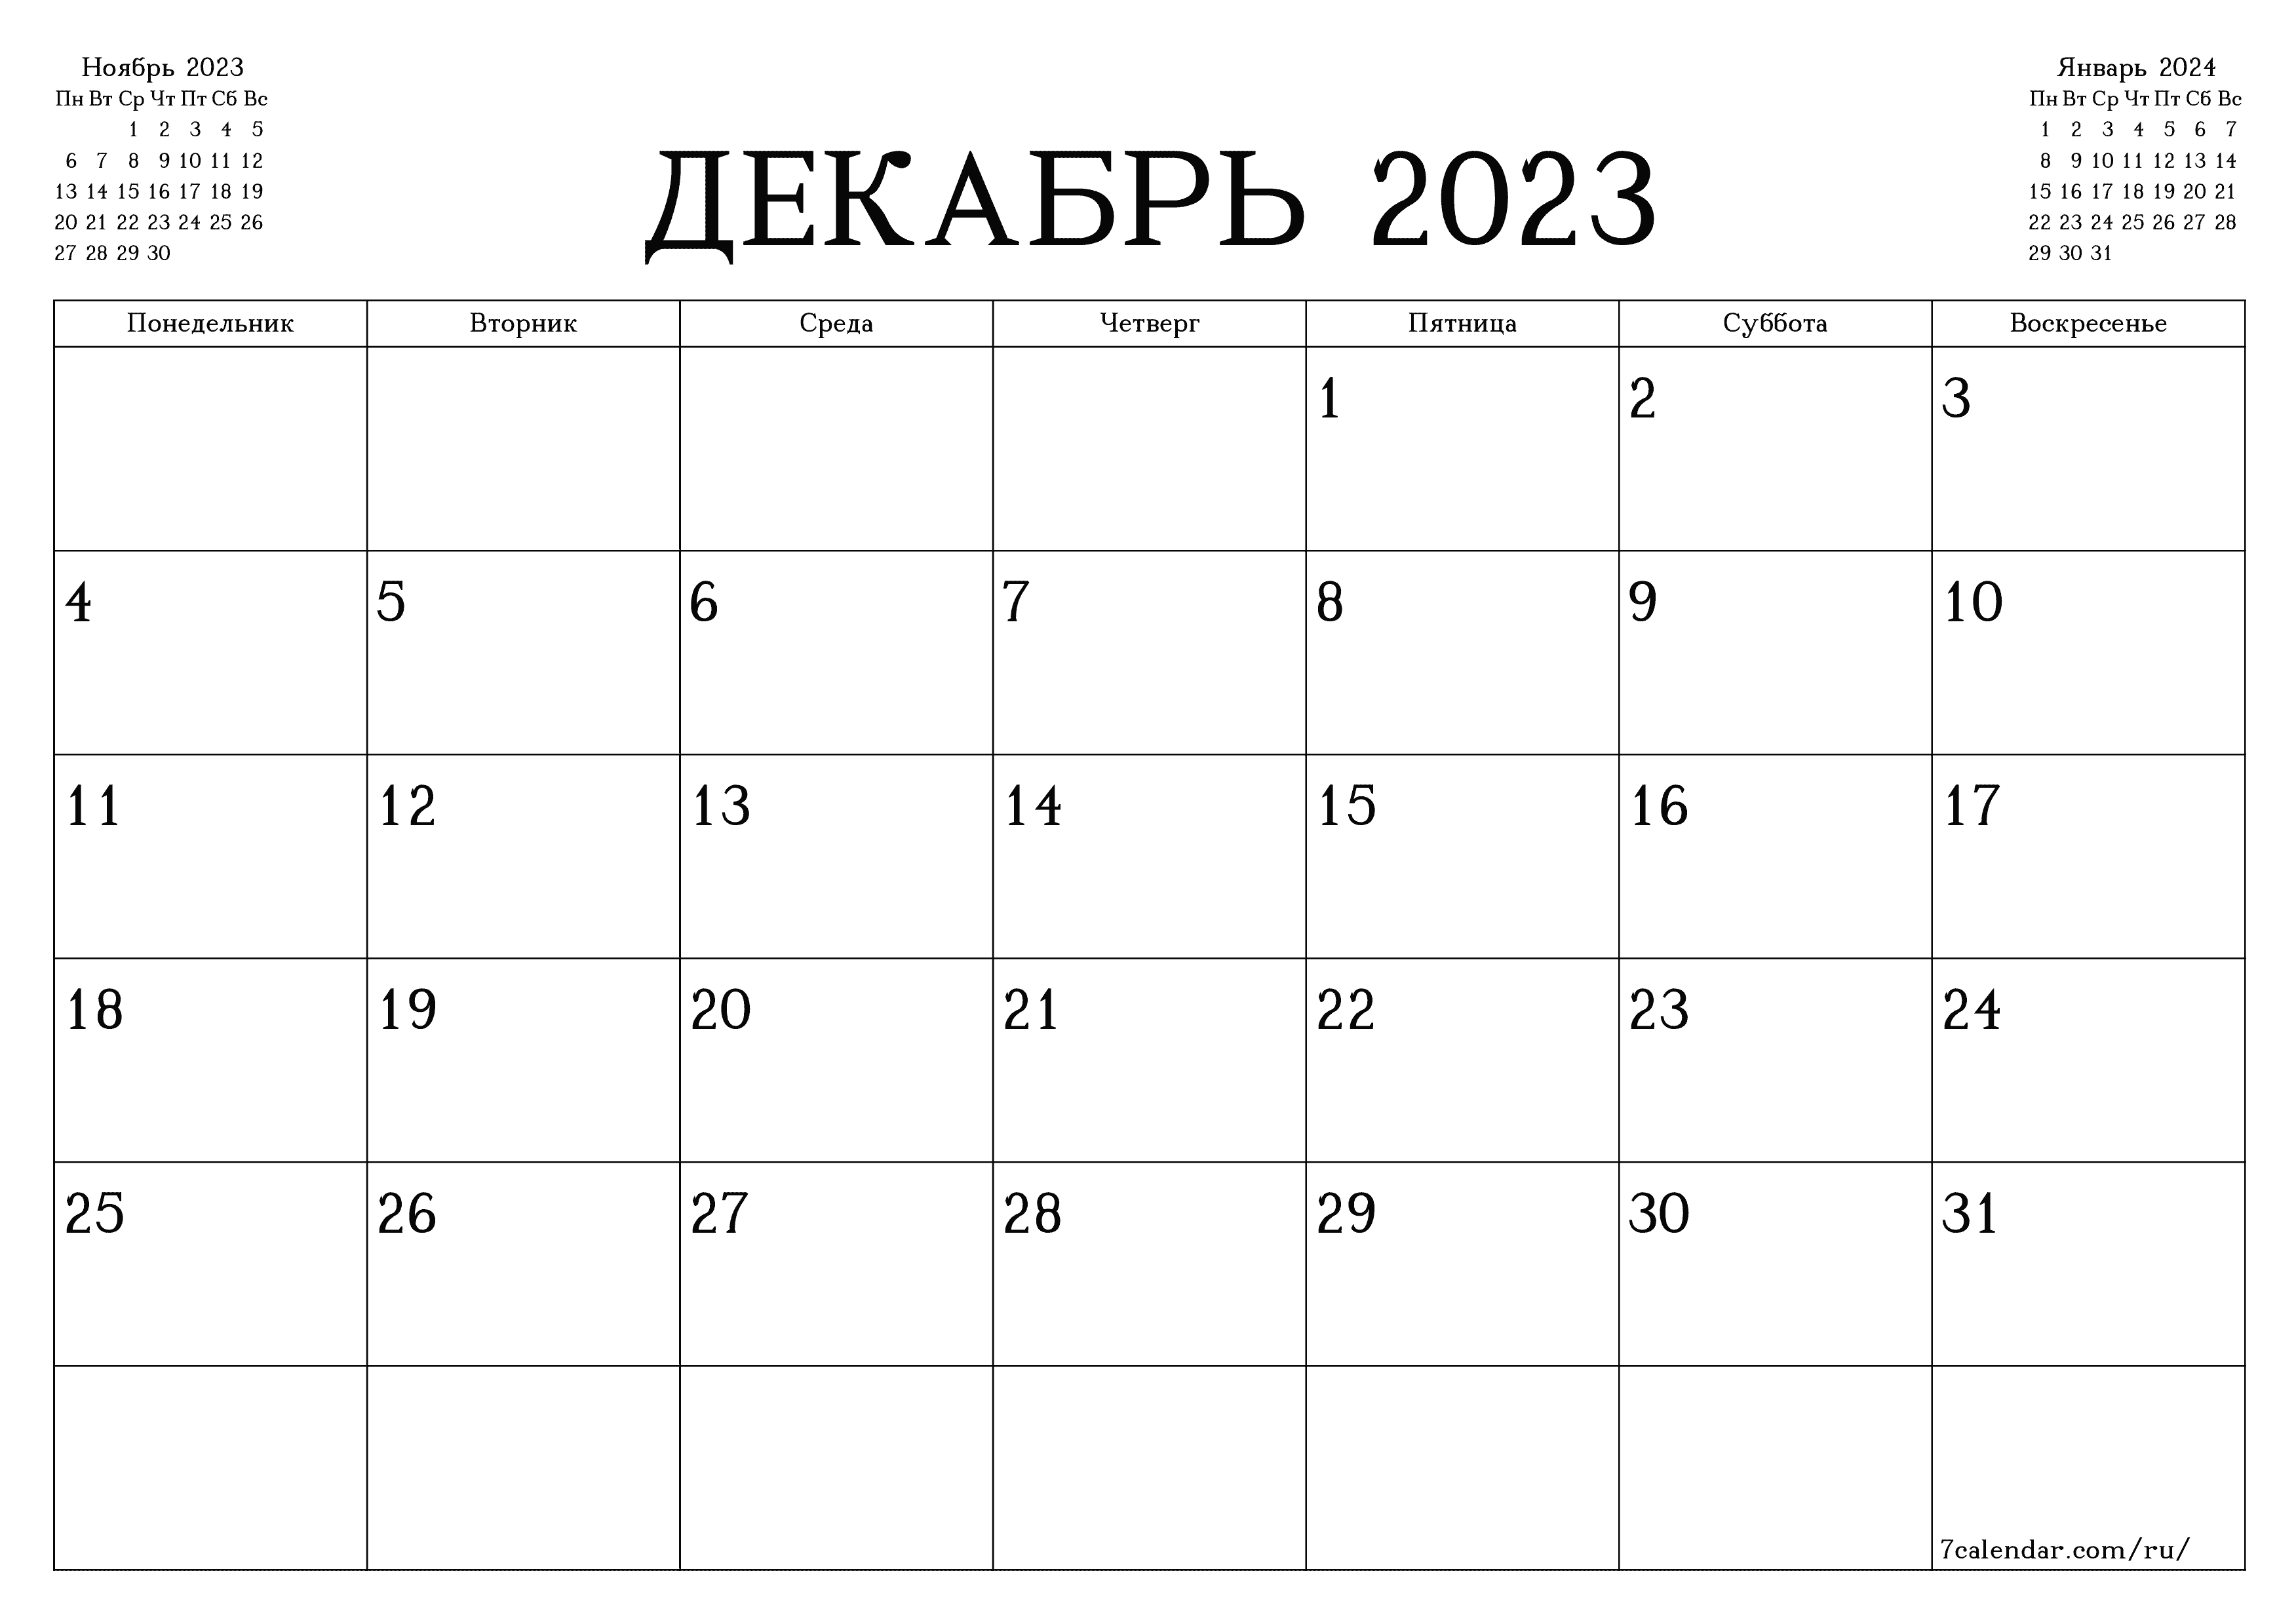 Ноябрь 2023
Пн Вт Ср Чт Пт Сб Вс
1 2 3 4 5
6 7 8 9 10 11 12
13 14 15 16 17 18 19
20 21 22 23 24 25 26
27 28 29 30
ДЕКАБРЬ 2023
Январь 2024
Пн Вт Ср Чт Пт Сб Вс
1 2 3 4 5 6 7
8 9 10 11 12 13 14
15 16 17 18 19 20 21
22 23 24 25 26 27 28
29 30 31
Понедельник Вторник Среда Четверг Пятница Суббота Воскресенье
1 2 3
4 5 6 7 8 9 10
11 12 13 14 15 16 17
18 19 20 21 22 23 24
25 26 27 28 29 30 31
7calendar.com/ru/